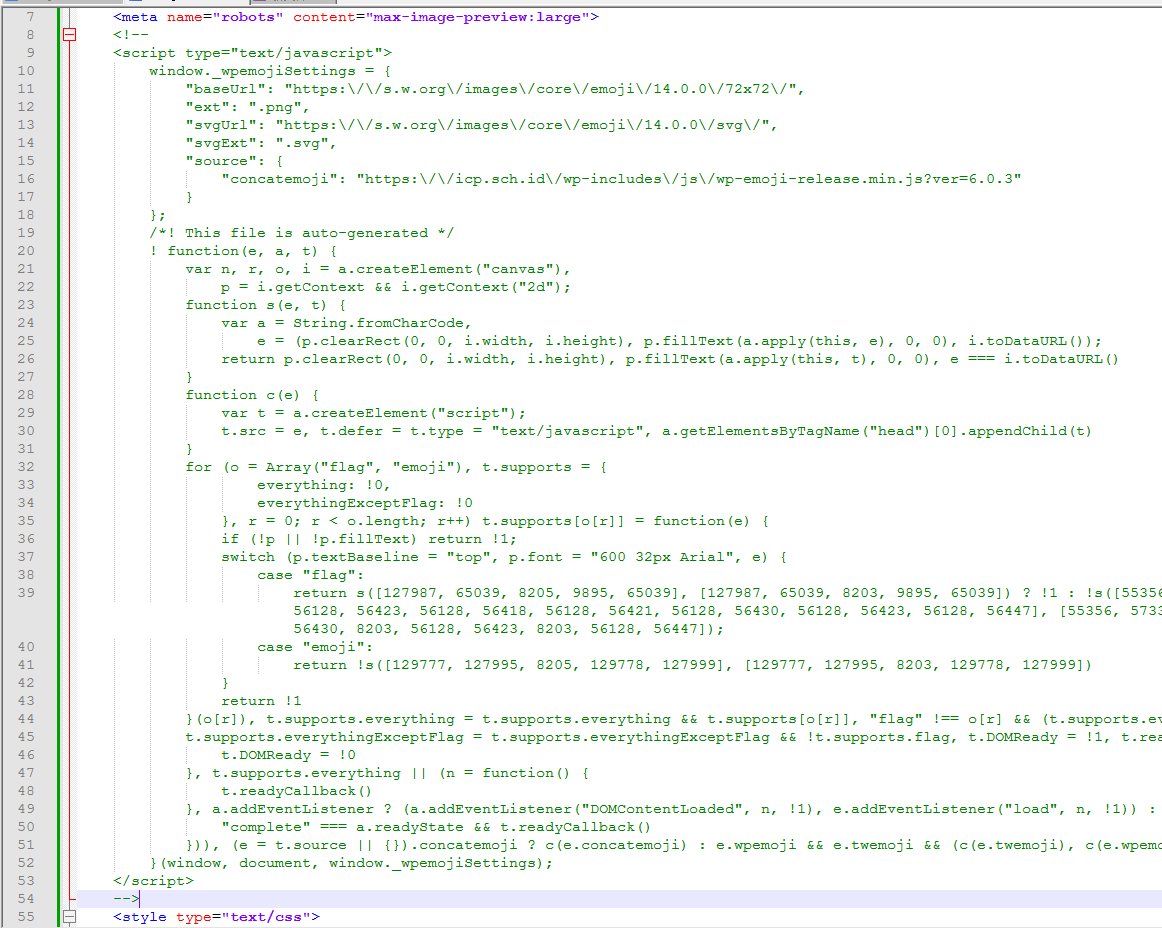 7 <meta name="robots" content="max-image-preview:large">
8 <!--
9 <script type="text/javascript">
10 window._wpemojiSettings = {
11 "baseUrl": "https:\/\/s.w.org\/images\/core\/emoji\/14.0.0\/72x72\/",
12 "ext": ".png",
13 "svgUrl": "https:\/\/s.w.org\/images\/core\/emoji\/14.0.0\/svg\/",
14 "svgExt": ".svg",
15 "source": {
16 "concatemoji": "https:\/\/icp.sch.id\/wp-includes\/js\/wp-emoji-release.min.js?ver=6.0.3"
17 }
18 };
19 /*! This file is auto-generated */
20 ! function(e, a, t) {
21 var n, r, o, i = a.createElement("canvas"),
22 p = i.getContext && i.getContext("2d");
23 function s(e, t) {
24 var a = String.fromCharCode,
25 e = (p.clearRect(0, 0, i.width, i.height), p.fillText(a.apply(this, e), 0, 0), i.toDataURL());
26 return p.clearRect(0, 0, i.width, i.height), p.fillText(a.apply(this, t), 0, 0), e === i.toDataURL()
27 }
28 function c(e) {
29 var t = a.createElement("script");
30 t.src = e, t.defer = t.type = "text/javascript", a.getElementsByTagName("head")[0].appendChild(t)
31 }
32 for (o = Array("flag", "emoji"), t.supports = {
33 everything: !0,
34 everythingExceptFlag: !0
35 }, r = 0; r < o.length; r++) t.supports[o[r]] = function(e) {
36 if (!p || !p.fillText) return !1;
37 switch (p.textBaseline = "top", p.font = "600 32px Arial", e) {
38 case "flag":
39 return s([127987, 65039, 8205, 9895, 65039], [127987, 65039, 8203, 9895, 65039]) ? !1 : !s([55356
56128, 56423, 56128, 56418, 56128, 56421, 56128, 56430, 56128, 56423, 56128, 56447], [55356, 5733
56430, 8203, 56128, 56423, 8203, 56128, 56447]);
40 case "emoji":
41 return !s([129777, 127995, 8205, 129778, 127999], [129777, 127995, 8203, 129778, 127999])
42 }
43 return !1
44 }(o[r]), t.supports.everything = t.supports.everything && t.supports[o[r]], "flag" !== o[r] && (t.supports.ev
45 t.supports.everythingExceptFlag = t.supports.everythingExceptFlag && !t.supports.flag, t.DOMReady = !1, t.rea
46 t.DOMReady = !0
47 }, t.supports.everything || (n = function() {
48 t.readyCallback()
49 }, a.addEventListener ? (a.addEventListener("DOMContentLoaded", n, !1), e.addEventListener("load", n, !1)) :
50 "complete" === a.readyState && t.readyCallback()
51 })), (e = t.source || {}).concatemoji ? c(e.concatemoji) : e.wpemoji && e.twemoji && (c(e.twemoji), c(e.wpemo
52 }(window, document, window._wpemojiSettings);
53 </script>
54 -->
55 <style type="text/css">